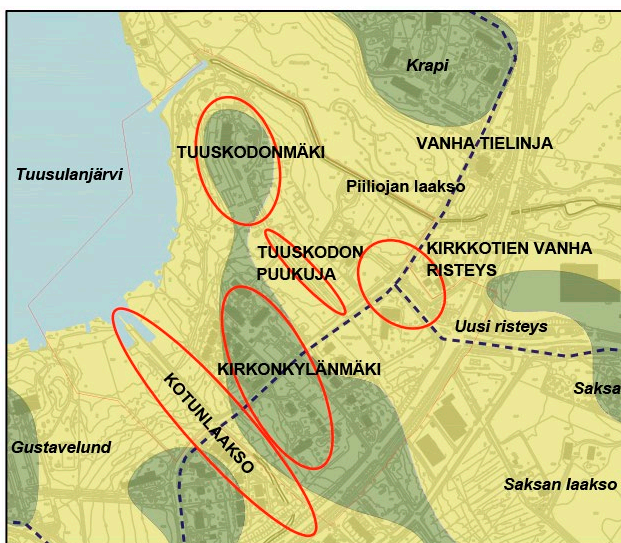 Krapi
VANHA TIELINJA
TUUSKODONMÄKI
Tuusulanjärvi
Piiliojan laakso
TUUSKODON
PUUKUJA
KIRKKOTIEN VANHA
RISTEYS
Uusi risteys
KIRKONKYLÄNMÄKI
Saksa
KOTUNLAAKSO
Gustavelund
Saksan laakso